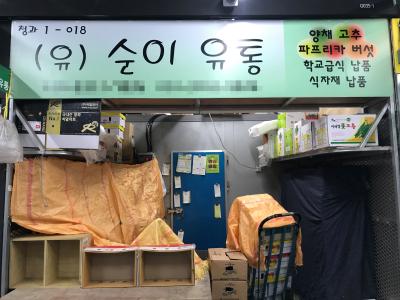 청과 1-018
(유) 순이 유통
양채 고추
파프리카 버섯
학교급식 납품
식자재 납품